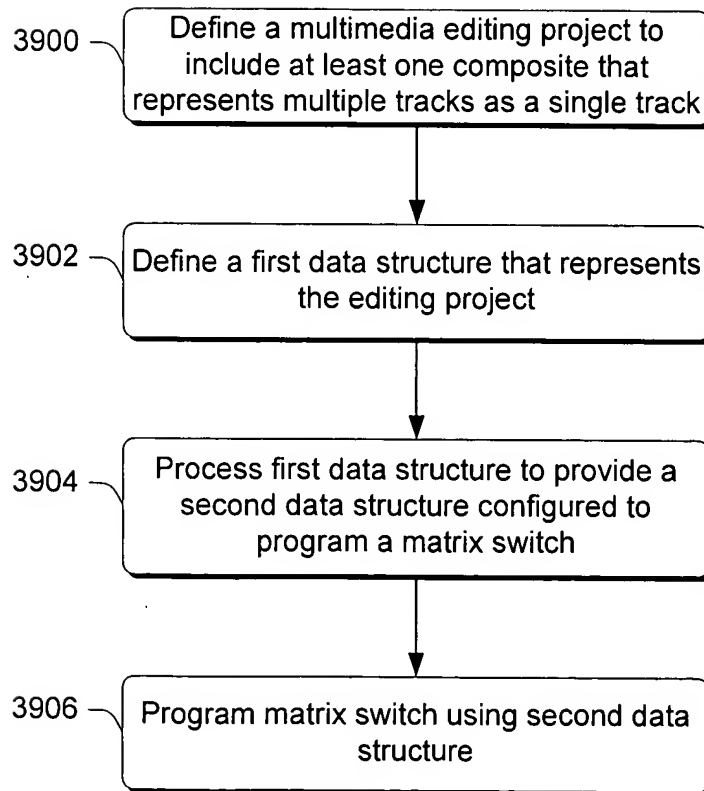 3900
Define a multimedia editing project to
include at least one composite that
represents multiple tracks as a single track
3902
Define a first data structure that represents
the editing project
3904
Process first data structure to provide a
second data structure configured to
program a matrix switch
3906
Program matrix switch using second data
structure